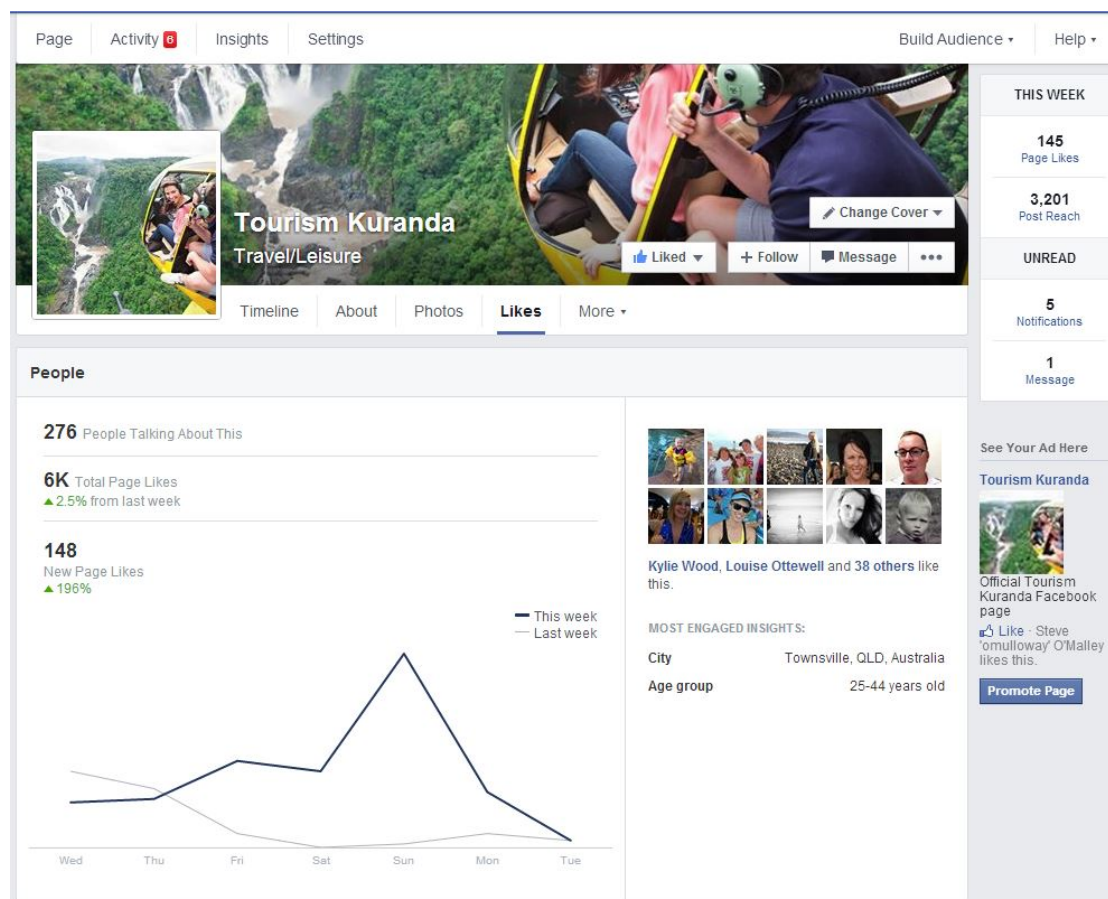 Page Activity 6 Insights Settings Build Audience Help
Tourism Kuranda
Travel/Leisure
Change Cover
Liked Follow Message
Timeline About Photos Likes More
People
276 People Talking About This
6K Total Page Likes
2.5% from last week
148
New Page Likes
196%
This week
Last week
Wed Thu Fri Sat Sun Mon Tue
Kylie Wood, Louise Ottewell and 38 others like
this.
MOST ENGAGED INSIGHTS:
City Townsville, QLD, Australia
Age group 25-44 years old
THIS WEEK
145
Page Likes
3,201
Post Reach
UNREAD
5
Notifications
1
Message
See Your Ad Here
Tourism Kuranda
Official Tourism
Kuranda Facebook
page
Like · Steve
'omulloway' O'Malley
likes this.
Promote Page